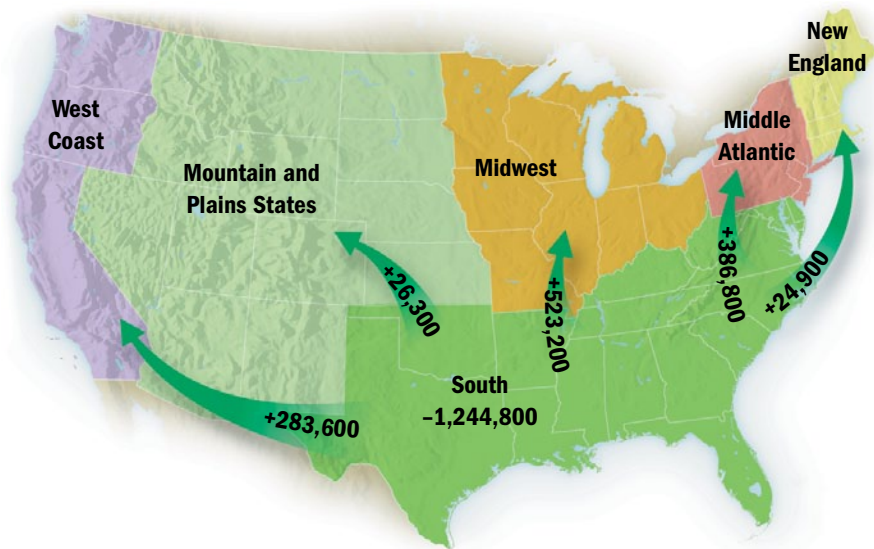 New
England
West
Coast
Middle
Atlantic
Midwest
Mountain and
Plains States
+26,300
+523,200
+386,800
+24,900
South
–1,244,800
+283,600